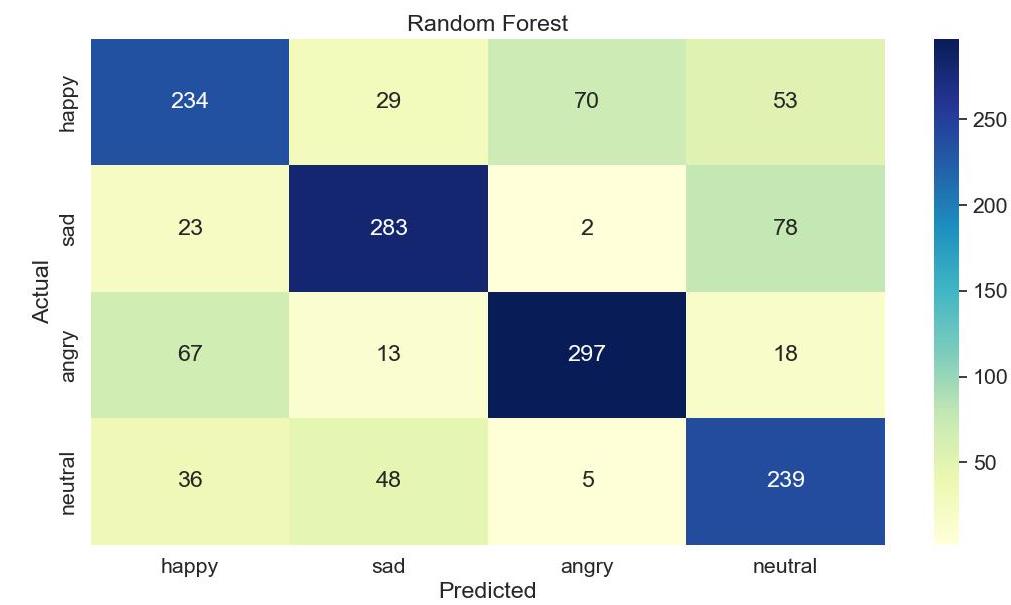 Random Forest
happy 234 29 70 53
sad 23 283 2 78
angry 67 13 297 18
neutral 36 48 5 239
happy sad angry neutral
Predicted
Actual
250
200
150
100
50